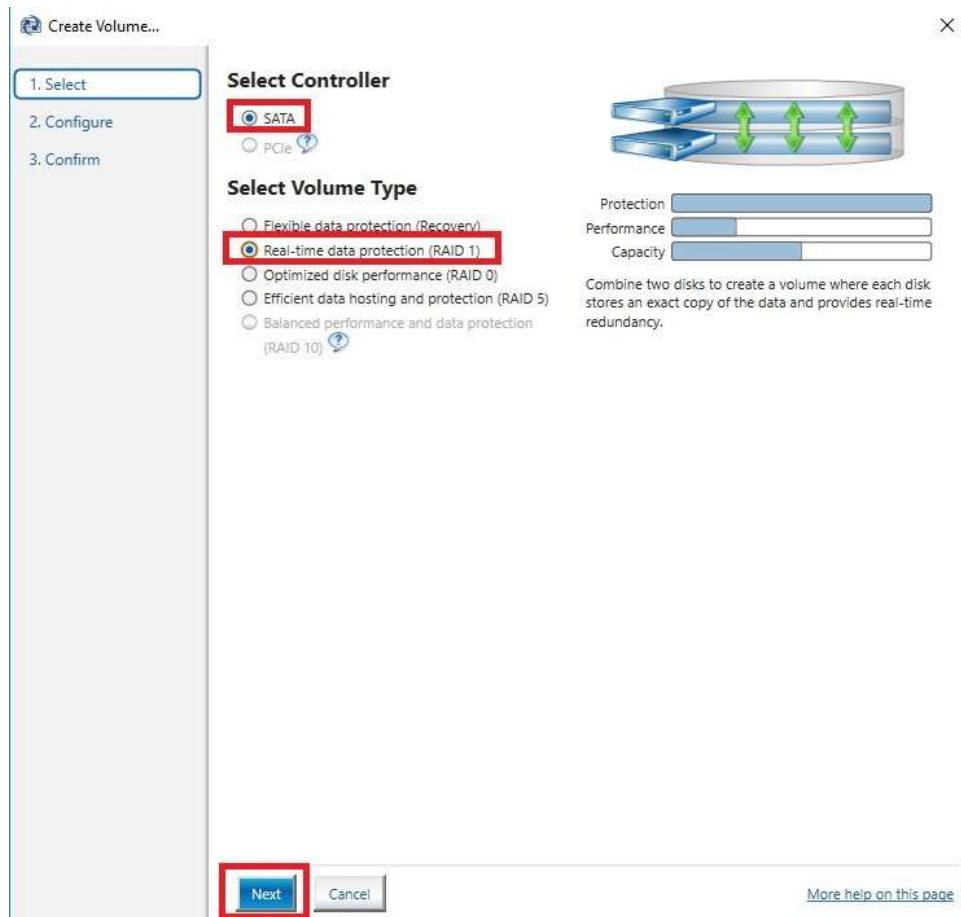 Create Volume...
1. Select
2. Configure
3. Confirm
Select Controller
SATA
PCIe
Select Volume Type
Flexible data protection (Recovery)
Real-time data protection (RAID 1)
Optimized disk performance (RAID 0)
Efficient data hosting and protection (RAID 5)
Balanced performance and data protection
(RAID 10)
Protection
Performance
Capacity
Combine two disks to create a volume where each disk
stores an exact copy of the data and provides real-time
redundancy.
Next
Cancel
More help on this page